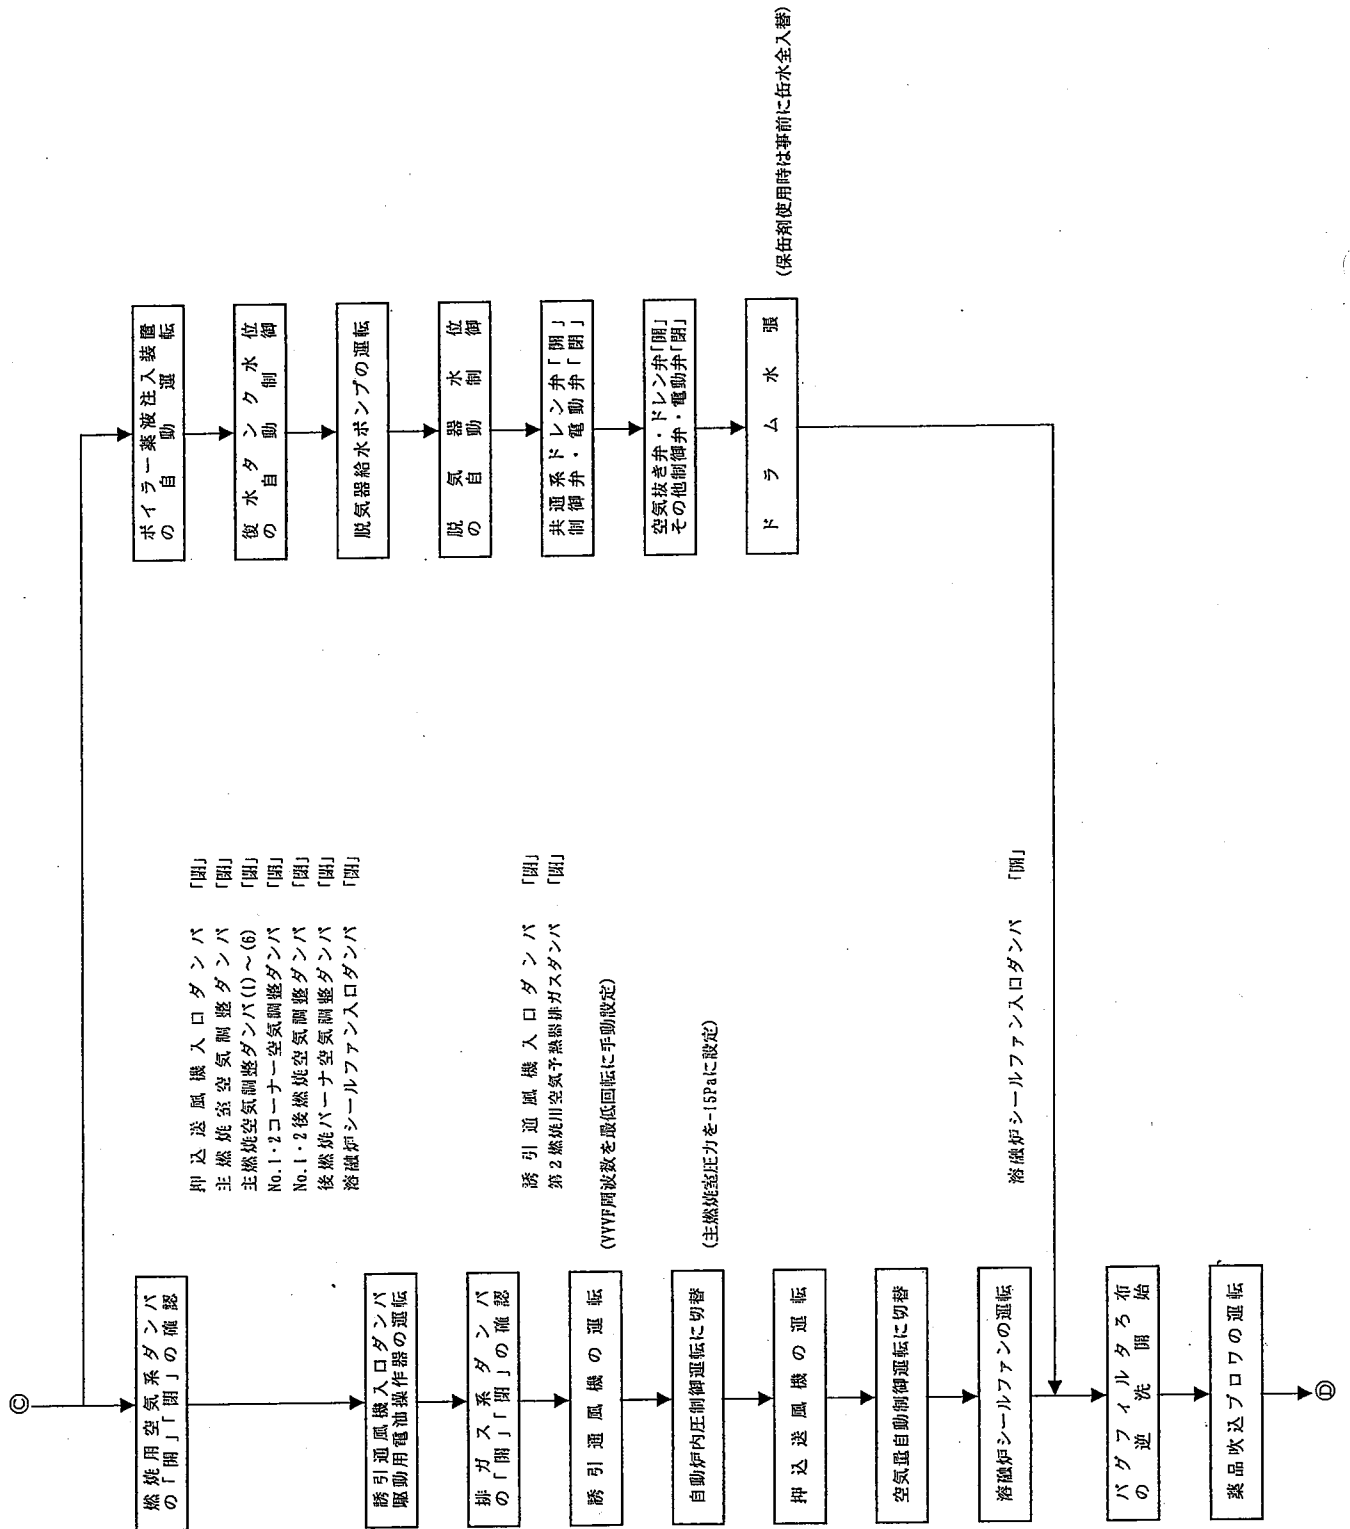 Ⓒ
燃焼用空気系ダンパ
の「開」「閉」の確認
押込送風機入口ダンパ 「閉」
主燃焼室空気調整ダンパ 「閉」
主燃焼空気調整ダンパ(1)～(6) 「閉」
No.1･2コーナー空気調整ダンパ 「閉」
No.1･2後燃焼空気調整ダンパ 「閉」
後燃焼バーナ空気調整ダンパ 「閉」
溶融炉シールファン入口ダンパ 「閉」
誘引通風機入口ダンパ
駆動用電油操作器の運転
排ガス系ダンパ
の「開」「閉」の確認
誘引通風機入口ダンパ 「閉」
第2燃焼用空気予熱器排ガスダンパ 「閉」
誘引通風機の運転
(VVVF周波数を最低回転に手動設定)
自動炉内圧制御運転に切替
(主燃焼室圧力を-15Paに設定)
押込送風機の運転
空気量自動制御運転に切替
溶融炉シールファンの運転
溶融炉シールファン入口ダンパ 「開」
バグフィルタろ布
の逆洗開始
薬品吹込ブロワの運転
Ⓓ
ボイラー薬液注入装置
の自動運転
復水タンク水位
の自動制御
脱気器給水ポンプの運転
脱気器水位
の自動制御
共通系ドレン弁「開」
制御弁・電動弁「閉」
空気抜き弁・ドレン弁「開」
その他制御弁・電動弁「閉」
ドラム水張
(保缶剤使用時は事前に缶水全入替)